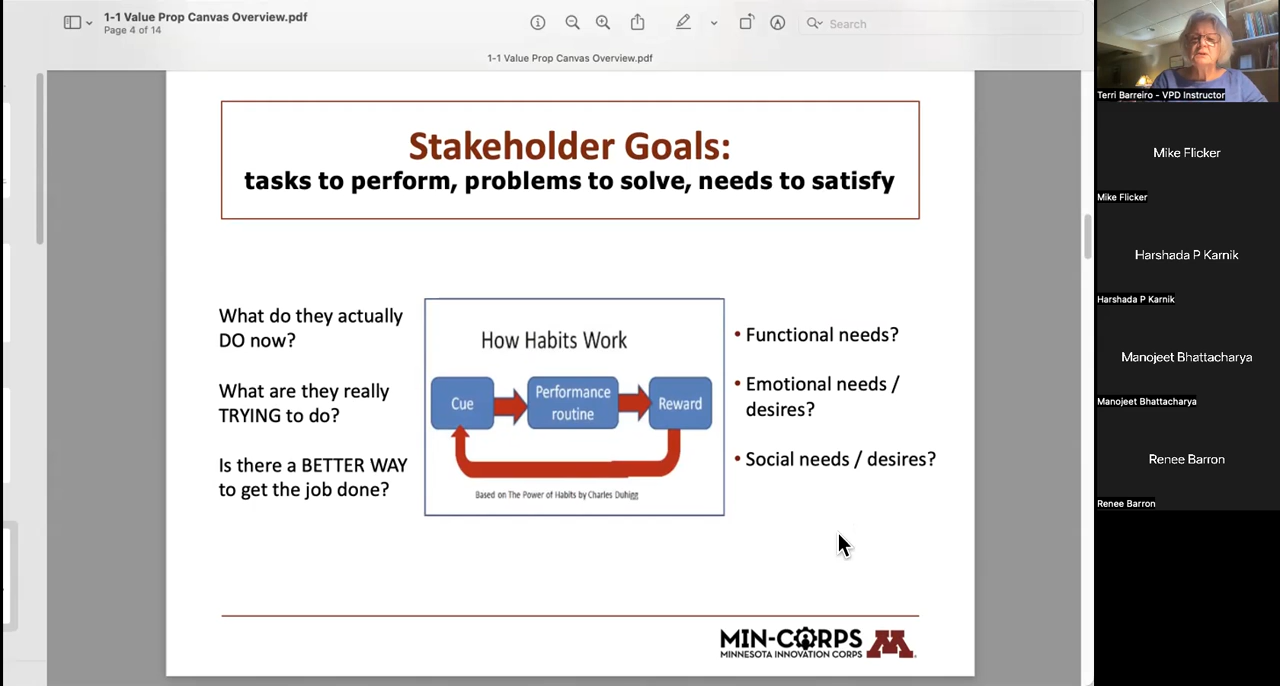 1-1 Value Prop Canvas Overview.pdf
Page 4 of 14
Search
1-1 Value Prop Canvas Overview.pdf
Stakeholder Goals:
tasks to perform, problems to solve, needs to satisfy
What do they actually
DO now?
What are they really
TRYING to do?
Is there a BETTER WAY
to get the job done?
How Habits Work
Cue
Performance
routine
Reward
Based on The Power of Habits by Charles Duhigg
• Functional needs?
• Emotional needs /
desires?
• Social needs / desires?
MIN-CORPS
MINNESOTA INNOVATION CORPS
M
Terri Barreiro - VPD Instructor
Mike Flicker
Mike Flicker
Harshada P Karnik
Harshada P Karnik
Manojeet Bhattacharya
Manojeet Bhattacharya
Renee Barron
Renee Barron